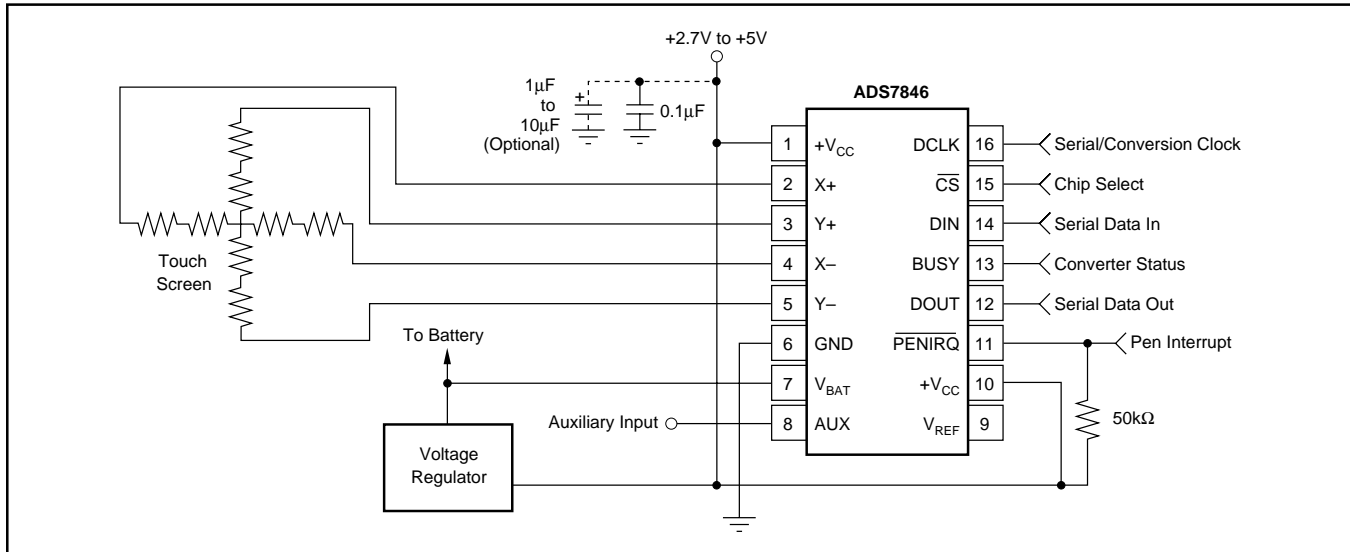 +2.7V to +5V
1µF
to
10µF
(Optional)
+
0.1µF
ADS7846
1 +VCC DCLK 16 Serial/Conversion Clock
2 X+ CS 15 Chip Select
3 Y+ DIN 14 Serial Data In
4 X– BUSY 13 Converter Status
5 Y– DOUT 12 Serial Data Out
6 GND PENIRQ 11 Pen Interrupt
7 VBAT +VCC 10
8 AUX VREF 9
50kΩ
Touch
Screen
To Battery
Auxiliary Input
Voltage
Regulator